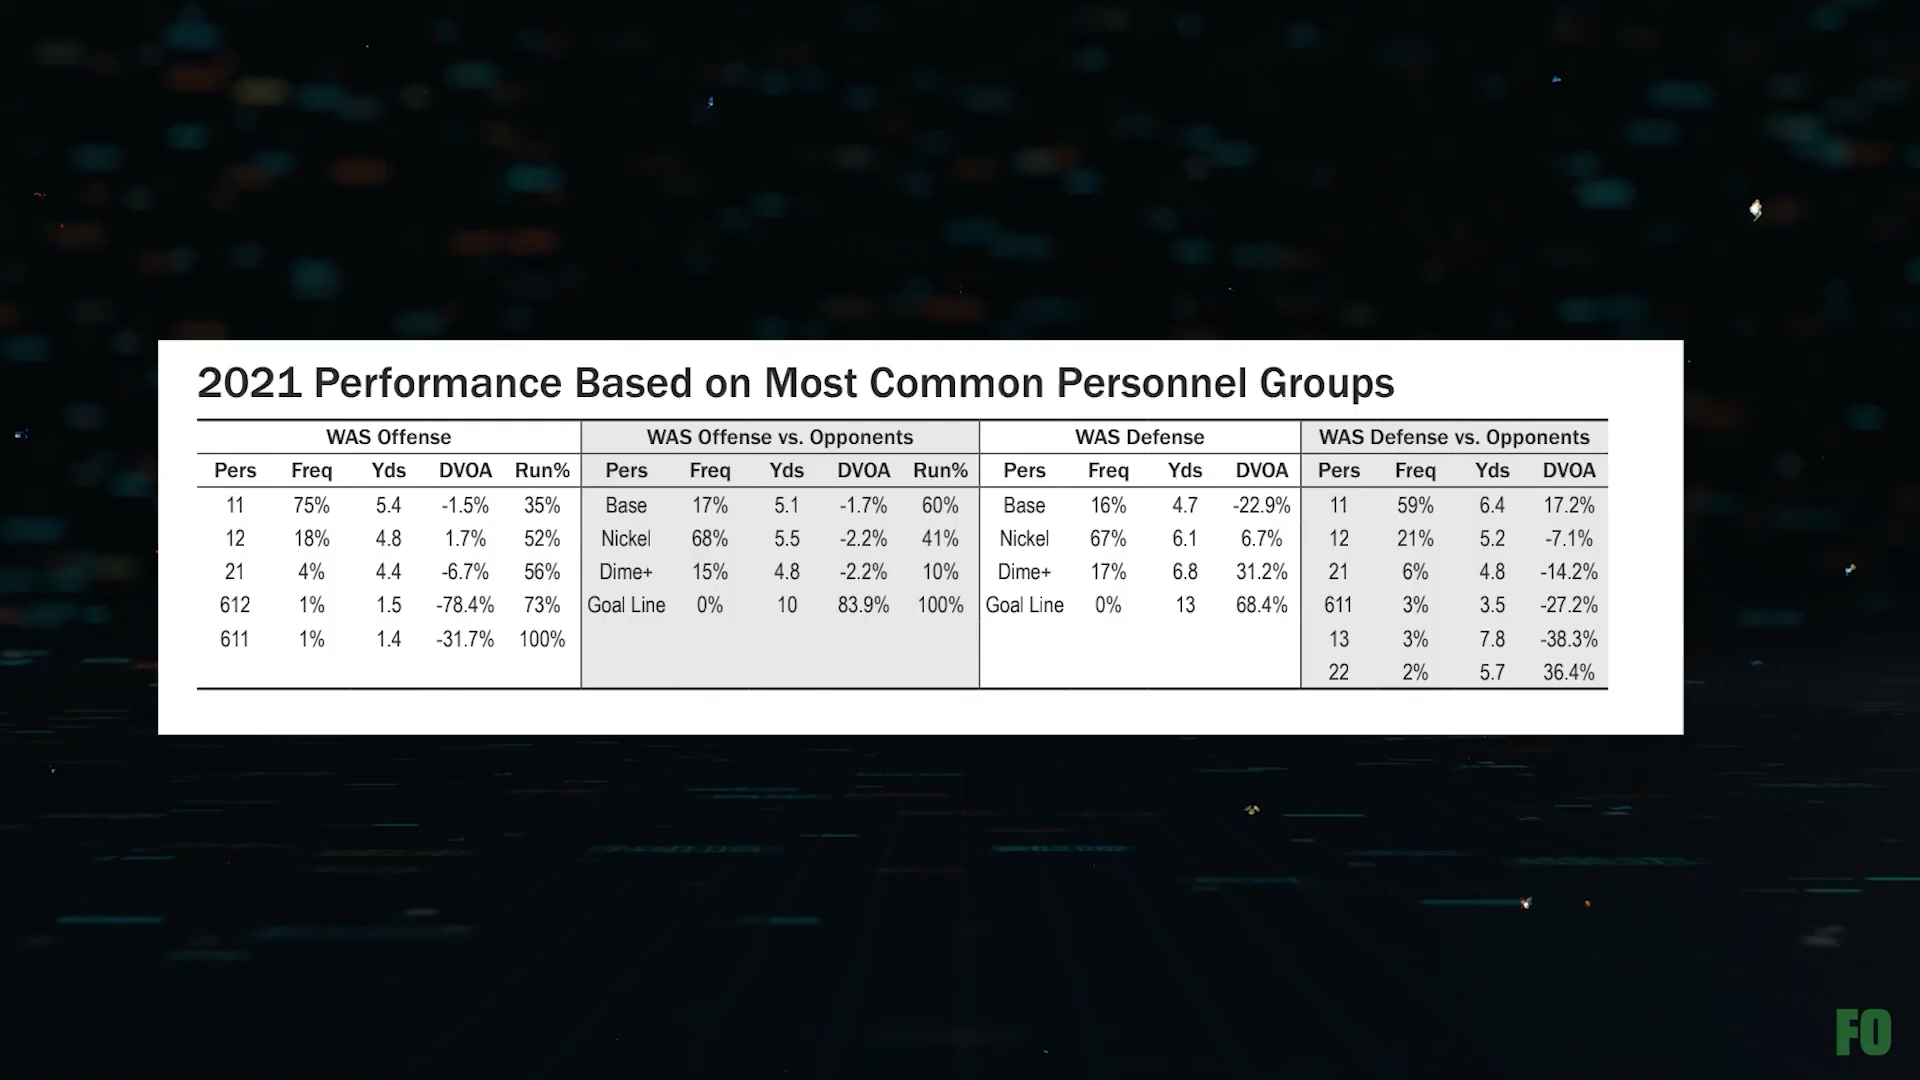 2021 Performance Based on Most Common Personnel Groups
WAS Offense WAS Offense vs. Opponents WAS Defense WAS Defense vs. Opponents
Pers Freq Yds DVOA Run% Pers Freq Yds DVOA Run% Pers Freq Yds DVOA Pers Freq Yds DVOA
11 75% 5.4 -1.5% 35% Base 17% 5.1 -1.7% 60% Base 16% 4.7 -22.9% 11 59% 6.4 17.2%
12 18% 4.8 1.7% 52% Nickel 68% 5.5 -2.2% 41% Nickel 67% 6.1 6.7% 12 21% 5.2 -7.1%
21 4% 4.4 -6.7% 56% Dime+ 15% 4.8 -2.2% 10% Dime+ 17% 6.8 31.2% 21 6% 4.8 -14.2%
612 1% 1.5 -78.4% 73% Goal Line 0% 10 83.9% 100% Goal Line 0% 13 68.4% 611 3% 3.5 -27.2%
611 1% 1.4 -31.7% 100% 13 3% 7.8 -38.3%
22 2% 5.7 36.4%
FO